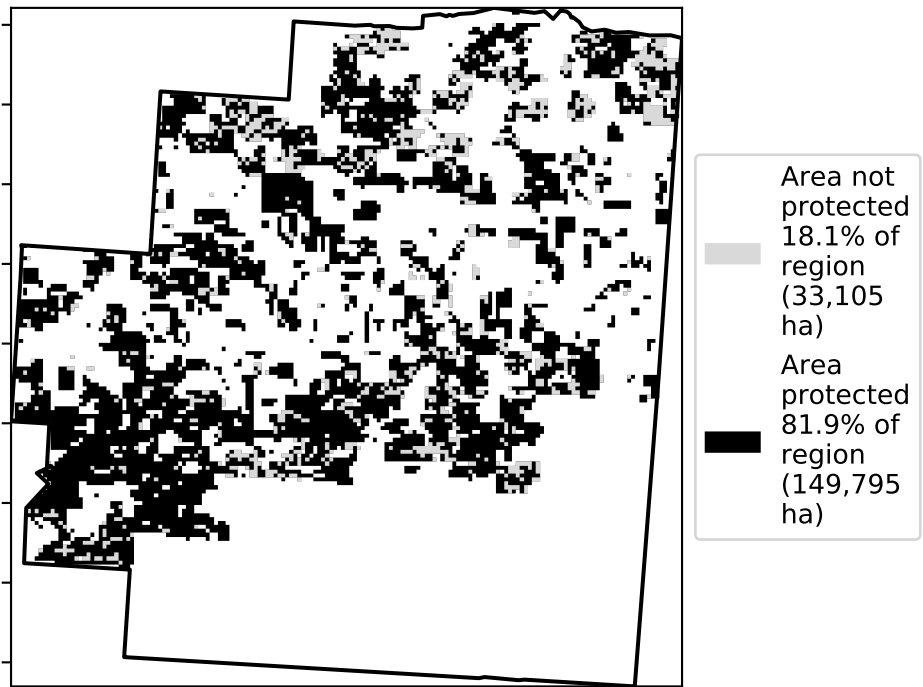 Area not
protected
18.1% of
region
(33,105
ha)
Area
protected
81.9% of
region
(149,795
ha)